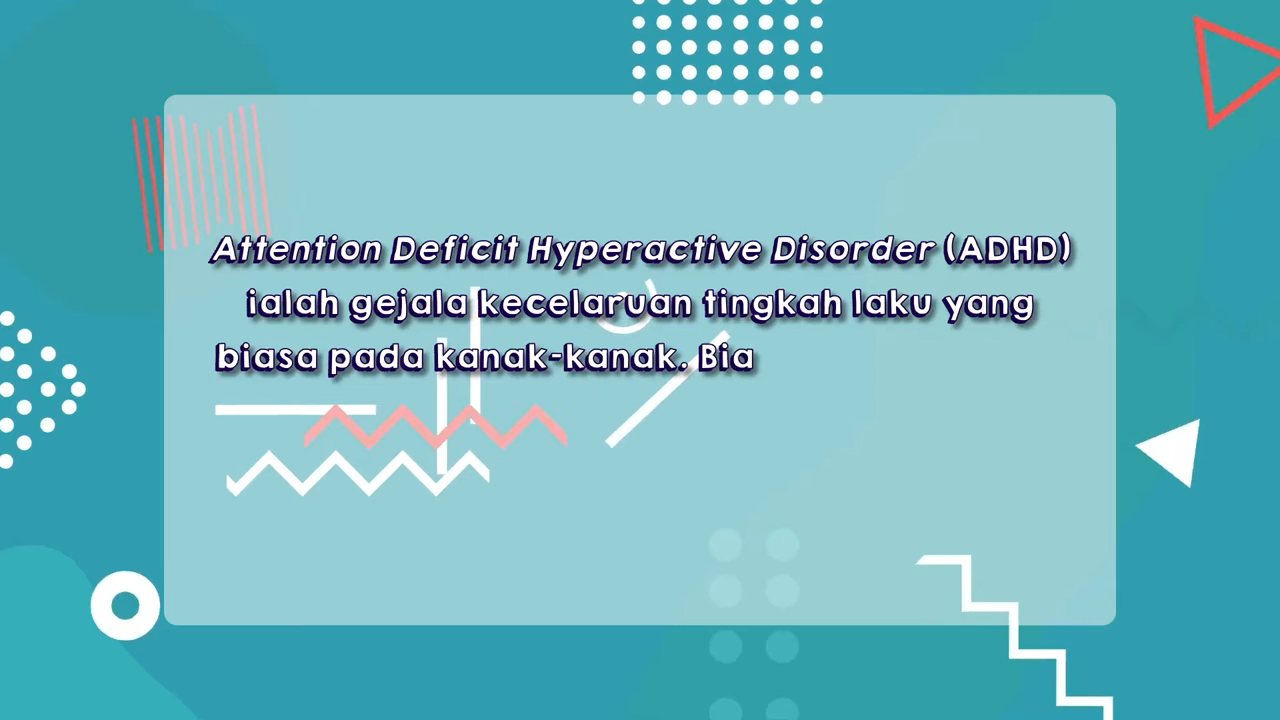 Attention Deficit Hyperactive Disorder (ADHD)
ialah gejala kecelaruan tingkah laku yang
biasa pada kanak-kanak. Bia